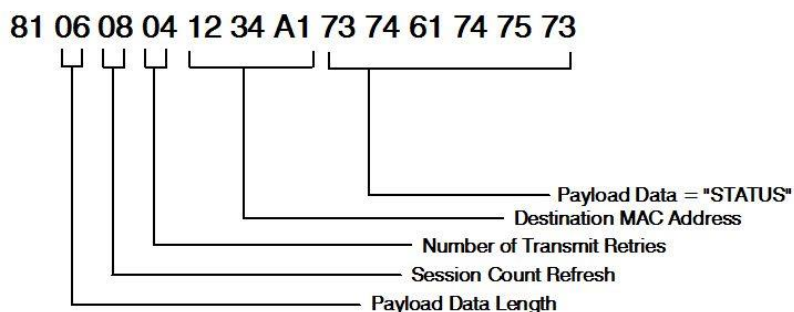 81 06 08 04 12 34 A1 73 74 61 74 75 73
Payload Data = "STATUS"
Destination MAC Address
Number of Transmit Retries
Session Count Refresh
Payload Data Length